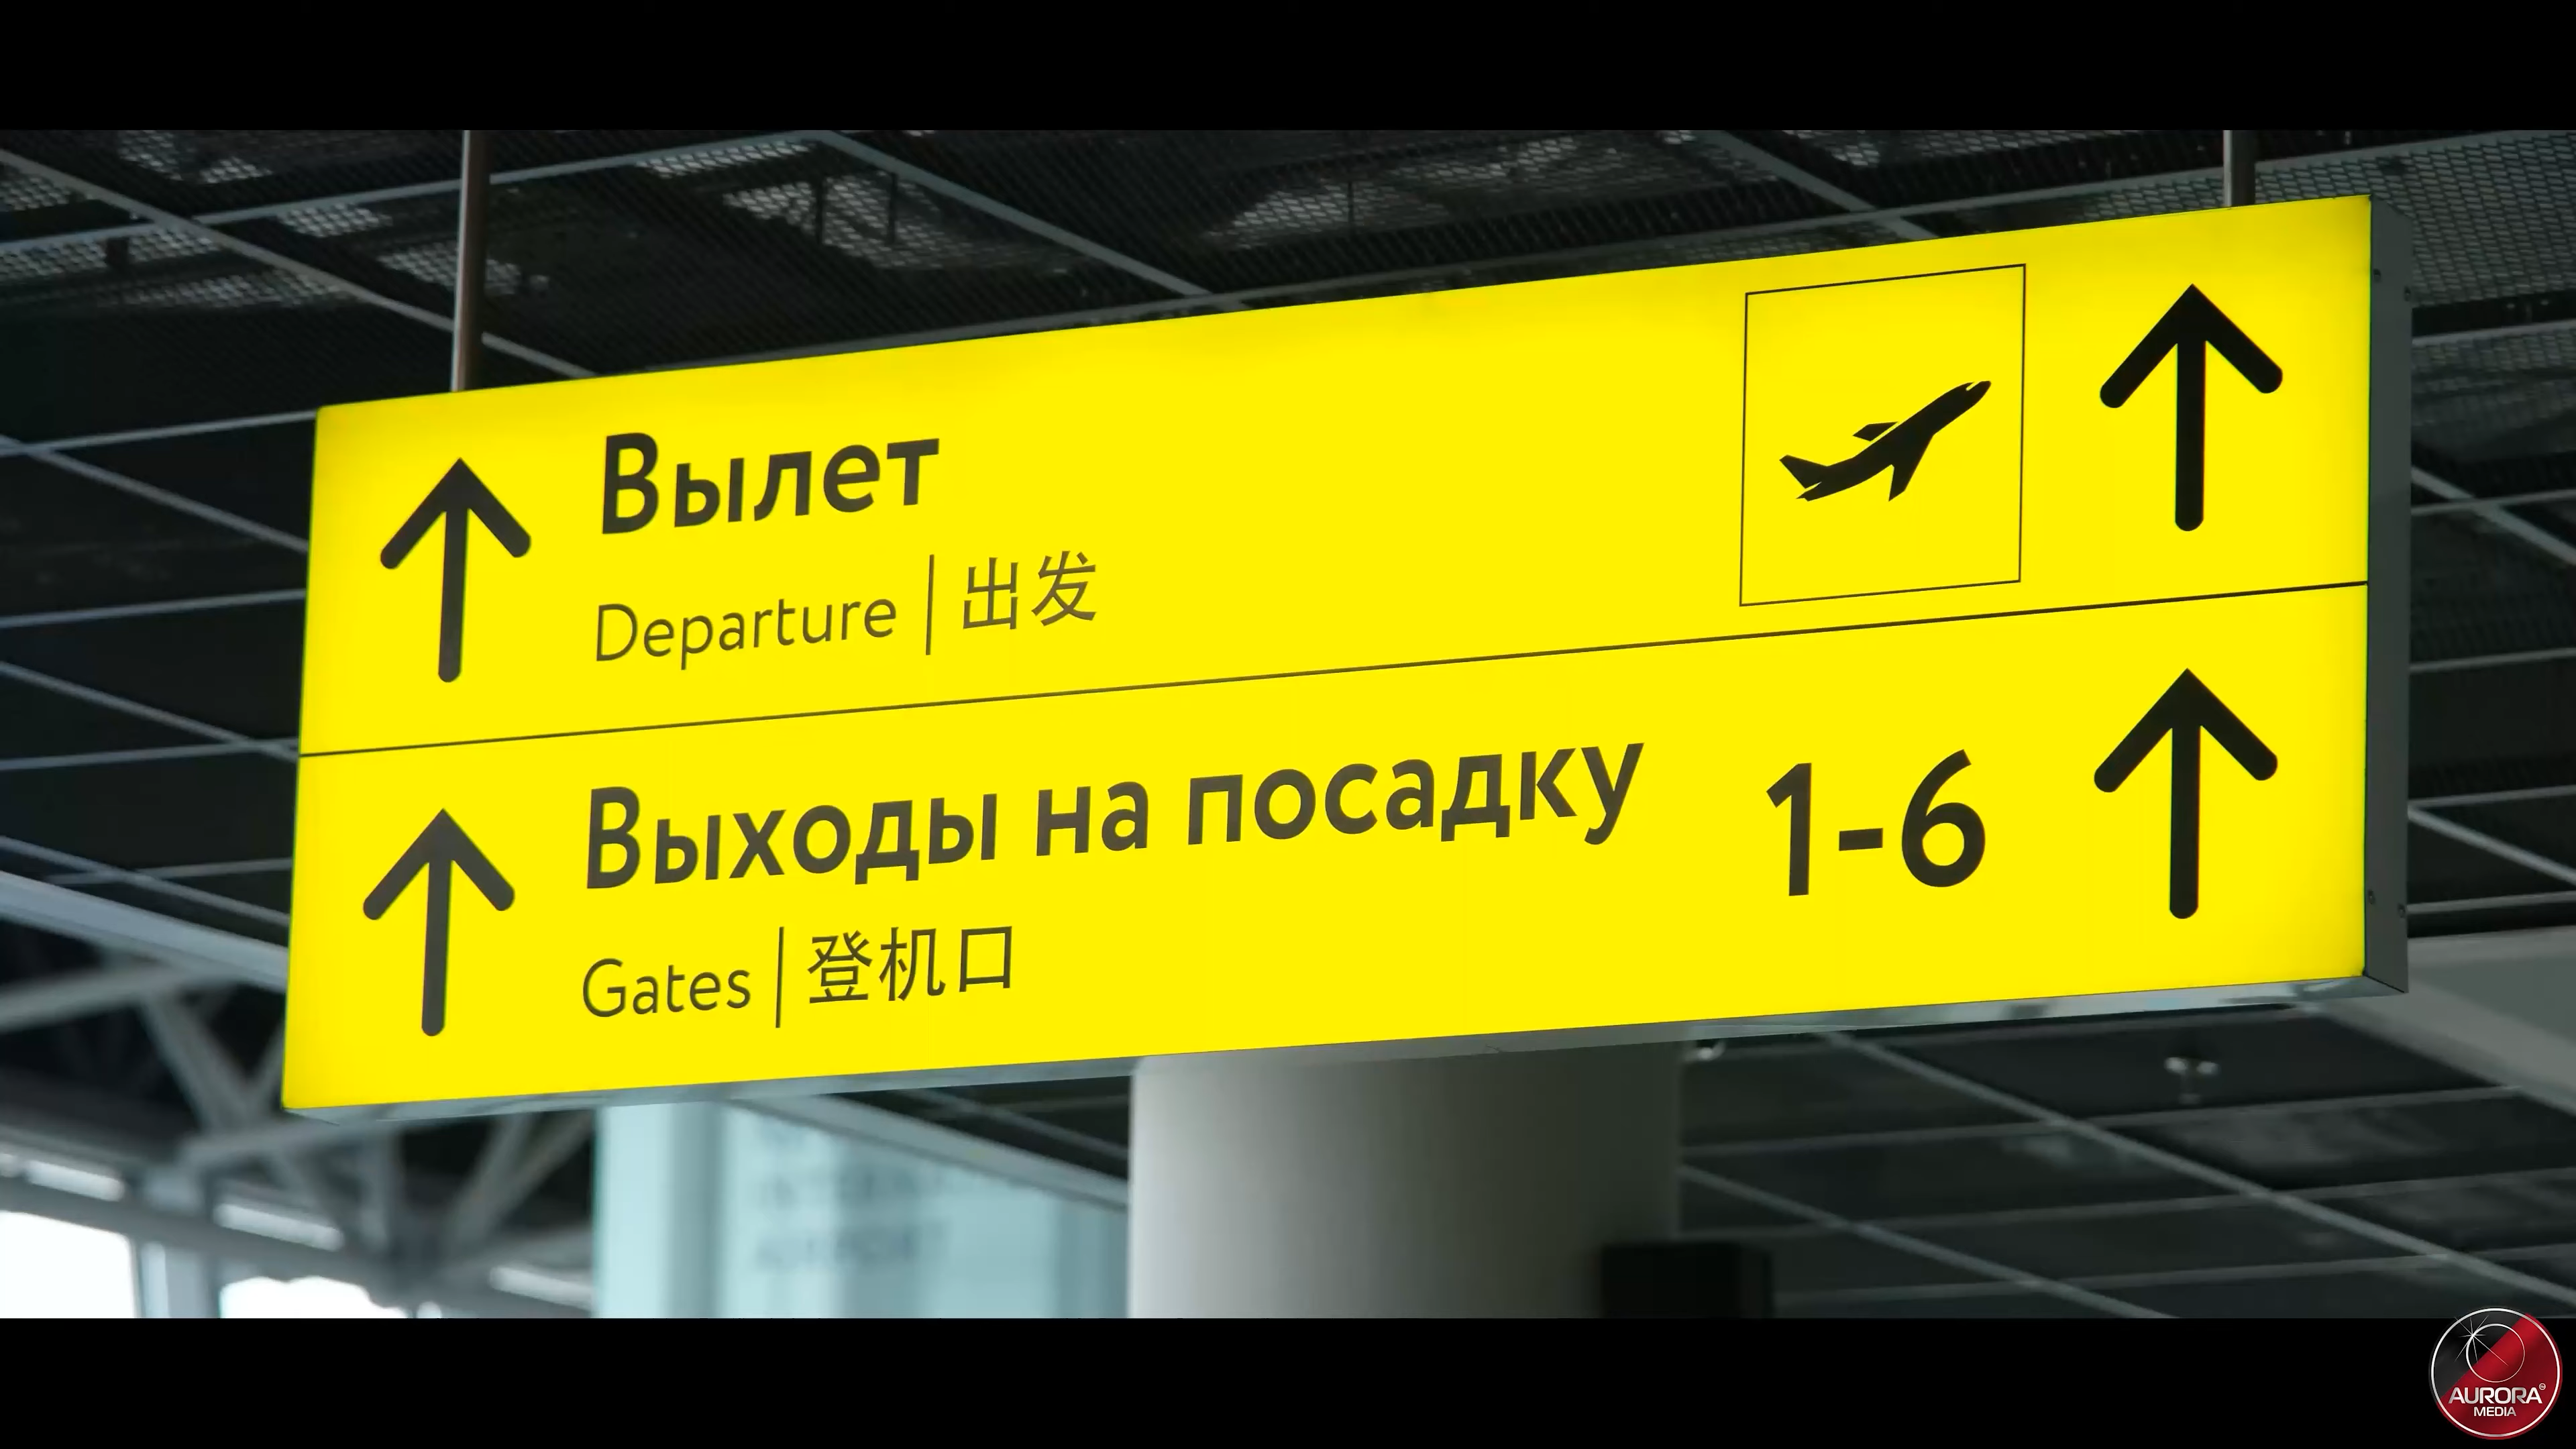 Вылет
Departure | 出发
Выходы на посадку 1-6
Gates | 登机口
AURORA
MEDIA